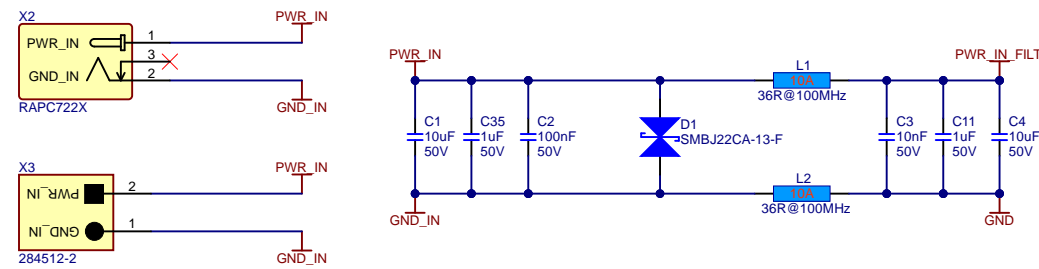 X2
PWR_IN
PWR_IN
1
3
GND_IN
2
RAPC722X
GND_IN
X3
PWR_IN
PWR_IN
2
GND_IN
1
284512-2
GND_IN
PWR_IN
PWR_IN_FILT
L1
10A
36R@100MHz
C1
10uF
50V
C35
1uF
50V
C2
100nF
50V
D1
SMBJ22CA-13-F
C3
10nF
50V
C11
1uF
50V
C4
10uF
50V
L2
10A
36R@100MHz
GND_IN
GND